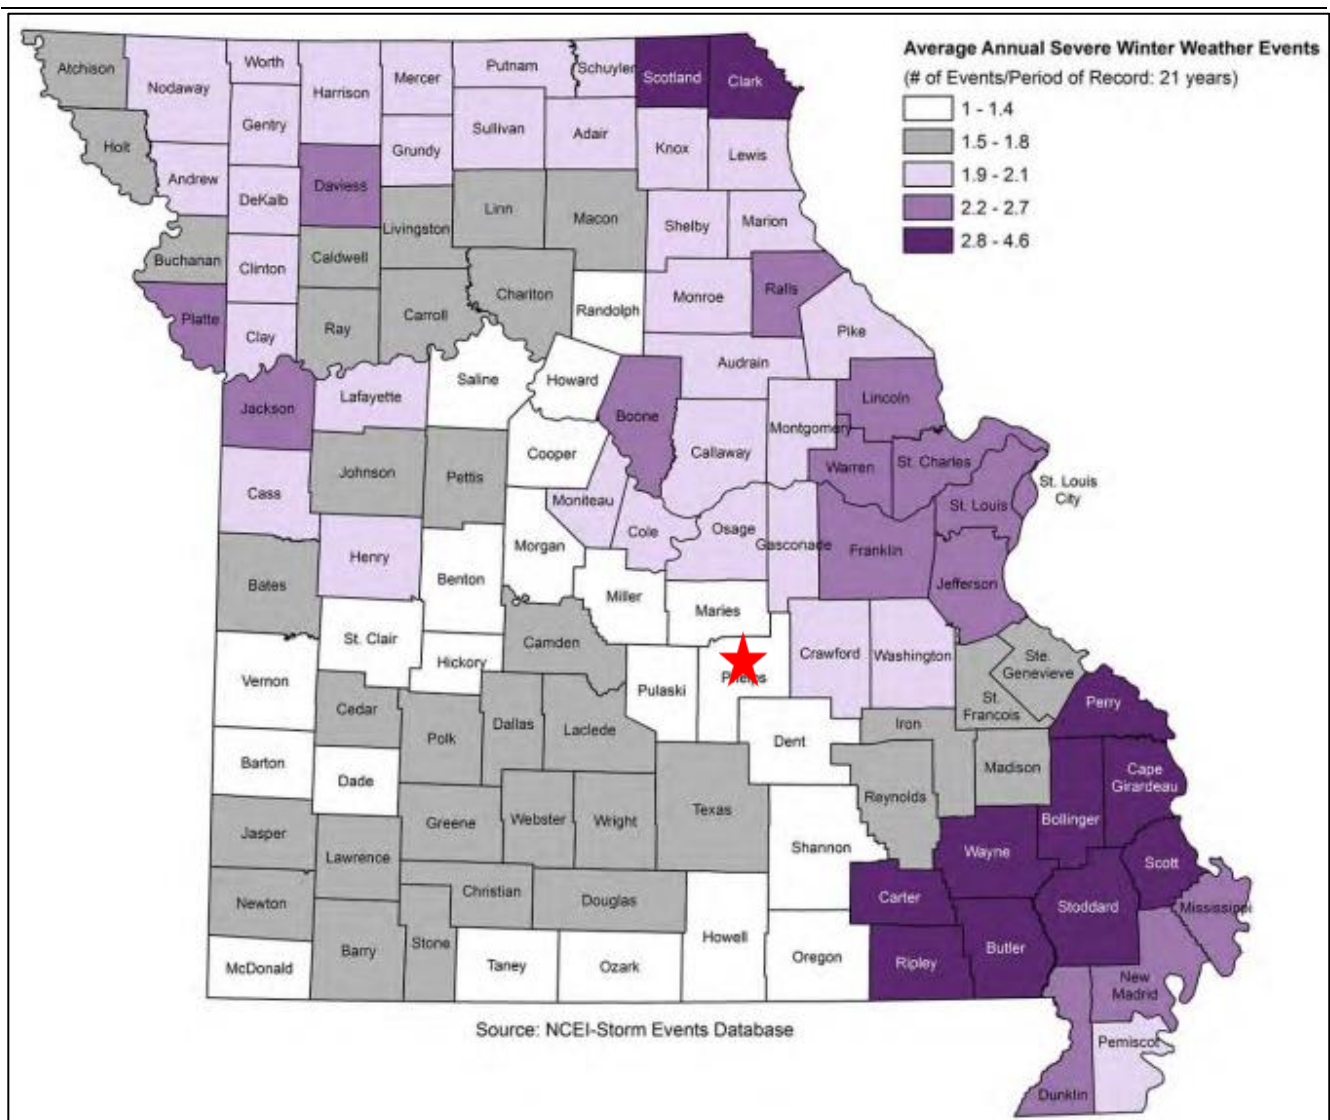 Average Annual Severe Winter Weather Events
(# of Events/Period of Record: 21 years)
1 - 1.4
1.5 - 1.8
1.9 - 2.1
2.2 - 2.7
2.8 - 4.6
Atchison
Nodaway
Worth
Harrison
Mercer
Putnam
Schuyler
Scotland
Clark
Holt
Gentry
Sullivan
Adair
Knox
Lewis
Andrew
DeKalb
Daviess
Grundy
Livingston
Linn
Macon
Shelby
Marion
Buchanan
Clinton
Caldwell
Chariton
Randolph
Monroe
Ralls
Pike
Platte
Clay
Ray
Carroll
Audrain
Jackson
Lafayette
Saline
Howard
Boone
Callaway
Montgomery
Lincoln
Cass
Johnson
Pettis
Cooper
Moniteau
Cole
Osage
Gasconade
Warren
St. Charles
St. Louis
St. Louis
City
Franklin
Jefferson
Bates
Henry
Benton
Morgan
Miller
Maries
St. Clair
Hickory
Camden
Pulaski
Phelps
Crawford
Washington
Ste.
Genevieve
St.
Francois
Perry
Vernon
Cedar
Polk
Dallas
Laclede
Dent
Iron
Madison
Cape
Girardeau
Barton
Dade
Greene
Webster
Wright
Texas
Reynolds
Bollinger
Jasper
Lawrence
Christian
Douglas
Shannon
Wayne
Scott
Newton
Barry
Stone
Howell
Carter
Stoddard
Mississippi
McDonald
Taney
Ozark
Oregon
Ripley
Butler
New
Madrid
Pemiscot
Dunklin
Source: NCEI-Storm Events Database